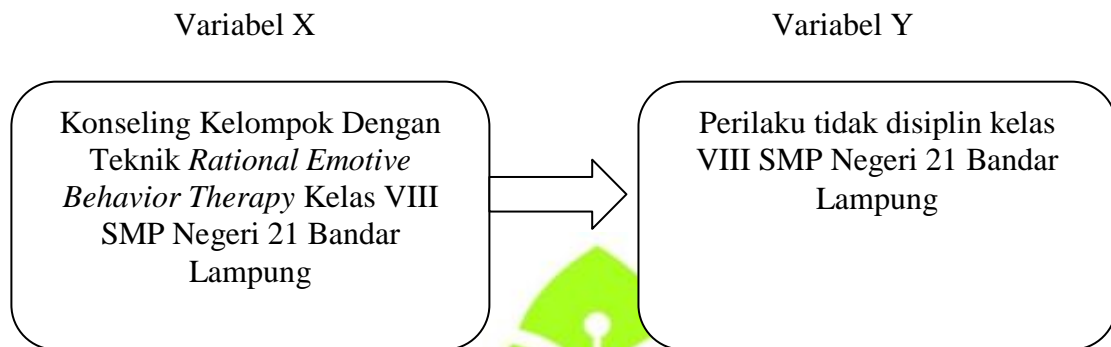 Variabel X
Variabel Y
Konseling Kelompok Dengan
Teknik Rational Emotive
Behavior Therapy Kelas VIII
SMP Negeri 21 Bandar
Lampung
Perilaku tidak disiplin kelas
VIII SMP Negeri 21 Bandar
Lampung